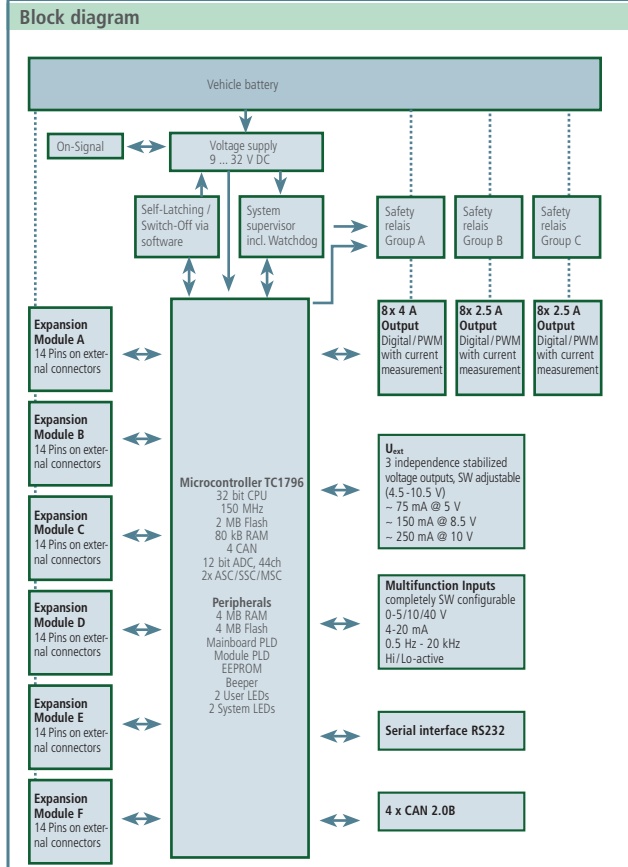 Block diagram
Vehicle battery
On-Signal
Voltage supply
9 ... 32 V DC
Self-Latching /
Switch-Off via
software
System
supervisor
incl. Watchdog
Safety
relais
Group A
Safety
relais
Group B
Safety
relais
Group C
8x 4 A
Output
Digital/PWM
with current
measurement
8x 2.5 A
Output
Digital/PWM
with current
measurement
8x 2.5 A
Output
Digital/PWM
with current
measurement
Expansion
Module A
14 Pins on exter-
nal connectors
Expansion
Module B
14 Pins on exter-
nal connectors
Expansion
Module C
14 Pins on exter-
nal connectors
Expansion
Module D
14 Pins on exter-
nal connectors
Expansion
Module E
14 Pins on exter-
nal connectors
Expansion
Module F
14 Pins on exter-
nal connectors
Microcontroller TC1796
32 bit CPU
150 MHz
2 MB Flash
80 kB RAM
4 CAN
12 bit ADC, 44ch
2x ASC/SSC/MSC
Peripherals
4 MB RAM
4 MB Flash
Mainboard PLD
Module PLD
EEPROM
Beeper
2 User LEDs
2 System LEDs
Uext
3 independence stabilized
voltage outputs, SW adjustable
(4.5-10.5 V)
~ 75 mA @ 5 V
~ 150 mA @ 8.5 V
~ 250 mA @ 10 V
Multifunction Inputs
completely SW configurable
0-5/10/40 V
4-20 mA
0.5 Hz - 20 kHz
Hi/Lo-active
Serial interface RS232
4 x CAN 2.0B